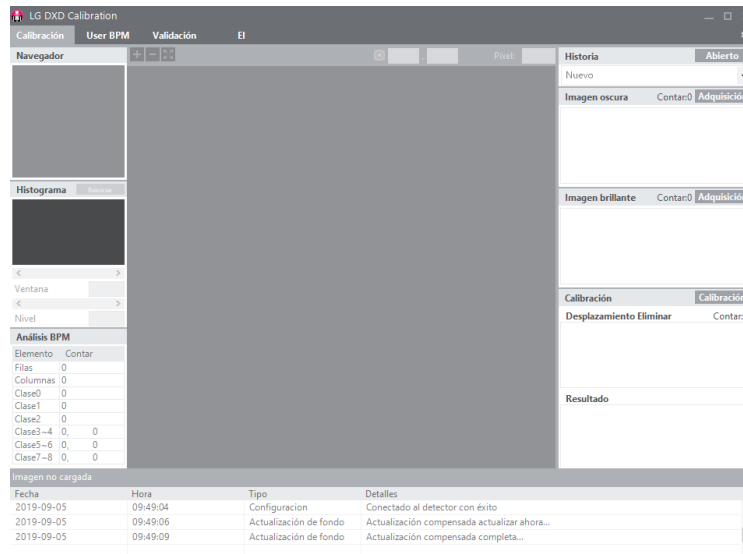 LG DXD Calibration
Calibración User BPM Validación EI
Navegador
Pixel:
Historia Abierto
Nuevo
Imagen oscura Contar:0 Adquisició
Histograma
Imagen brillante Contar:0 Adquisició
Ventana
Nivel
Calibración Calibración
Desplazamiento Eliminar Contar:
Análisis BPM
Elemento Contar
Filas 0
Columnas 0
Clase0 0
Clase1 0
Clase2 0
Clase3~4 0, 0
Clase5~6 0, 0
Clase7~8 0, 0
Resultado
Imagen no cargada
Fecha Hora Tipo Detalles
2019-09-05 09:49:04 Configuracion Conectado al detector con éxito
2019-09-05 09:49:06 Actualización de fondo Actualización compensada actualizar ahora...
2019-09-05 09:49:09 Actualización de fondo Actualización compensada completa...